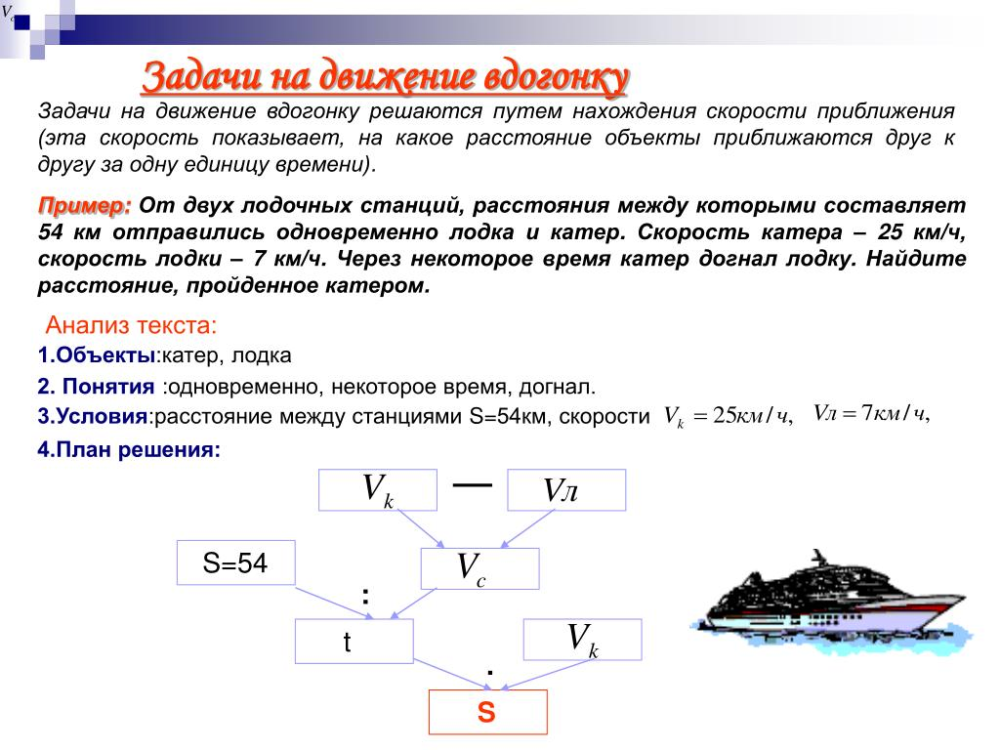 V_c
Задачи на движение вдогонку
Задачи на движение вдогонку решаются путем нахождения скорости приближения
(эта скорость показывает, на какое расстояние объекты приближаются друг к
другу за одну единицу времени).
Пример: От двух лодочных станций, расстояния между которыми составляет
54 км отправились одновременно лодка и катер. Скорость катера – 25 км/ч,
скорость лодки – 7 км/ч. Через некоторое время катер догнал лодку. Найдите
расстояние, пройденное катером.
Анализ текста:
1.Объекты:катер, лодка
2. Понятия :одновременно, некоторое время, догнал.
3.Условия:расстояние между станциями S=54км, скорости V_k = 25км/ч, Vл = 7км/ч,
4.План решения:
V_k — Vл
S=54 : V_c
t · V_k
S